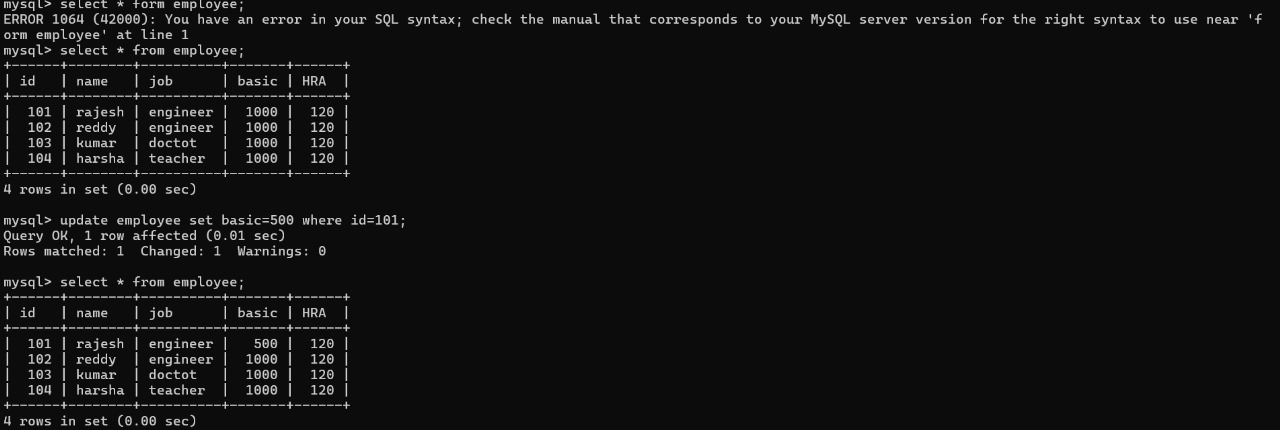 mysql> select * form employee;
ERROR 1064 (42000): You have an error in your SQL syntax; check the manual that corresponds to your MySQL server version for the right syntax to use near 'f
orm employee' at line 1
mysql> select * from employee;
+------+--------+----------+-------+------+
| id   | name   | job      | basic | HRA  |
+------+--------+----------+-------+------+
|  101 | rajesh | engineer |  1000 |  120 |
|  102 | reddy  | engineer |  1000 |  120 |
|  103 | kumar  | doctot   |  1000 |  120 |
|  104 | harsha | teacher  |  1000 |  120 |
+------+--------+----------+-------+------+
4 rows in set (0.00 sec)
mysql> update employee set basic=500 where id=101;
Query OK, 1 row affected (0.01 sec)
Rows matched: 1  Changed: 1  Warnings: 0
mysql> select * from employee;
+------+--------+----------+-------+------+
| id   | name   | job      | basic | HRA  |
+------+--------+----------+-------+------+
|  101 | rajesh | engineer |   500 |  120 |
|  102 | reddy  | engineer |  1000 |  120 |
|  103 | kumar  | doctot   |  1000 |  120 |
|  104 | harsha | teacher  |  1000 |  120 |
+------+--------+----------+-------+------+
4 rows in set (0.00 sec)